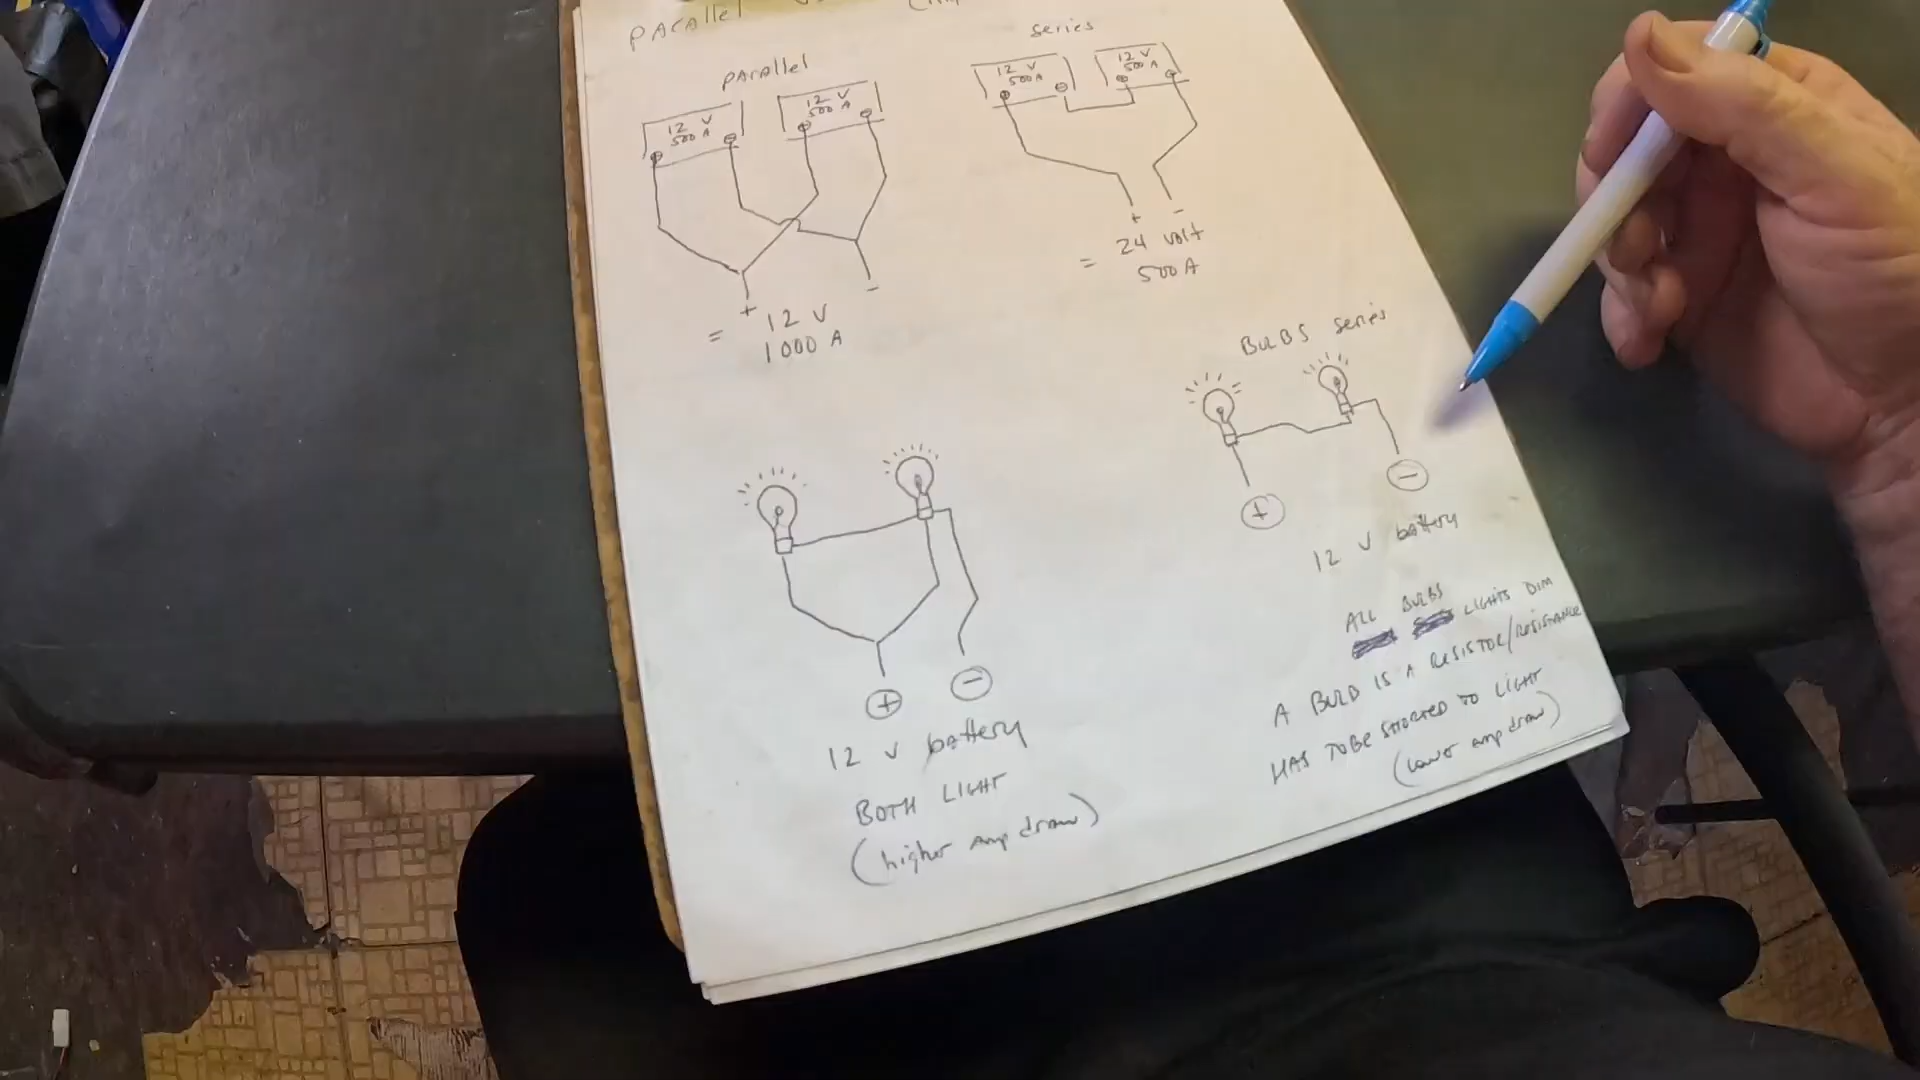 PARAllel
parallel
12 V
500 A
12 V
500 A
= + 12 V -
1000 A
series
12 V
500 A
12 V
500 A
+ -
= 24 volt
500 A
BULBS series
+ -
12 V battery
ALL BULBS LIGHTS DIM
A BULB IS A RESISTOR/RESISTANCE
HAS TO BE SHORTED TO LIGHT
(lower amp draw)
+ -
12 V battery
BOTH LIGHT
(higher amp draw)